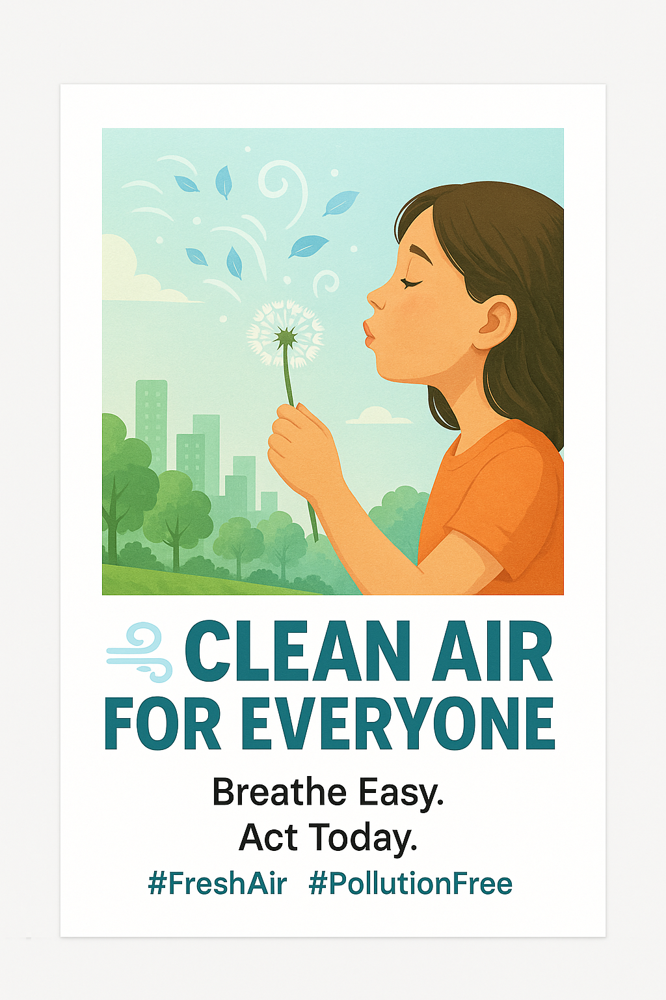 CLEAN AIR
FOR EVERYONE
Breathe Easy.
Act Today.
#FreshAir #PollutionFree